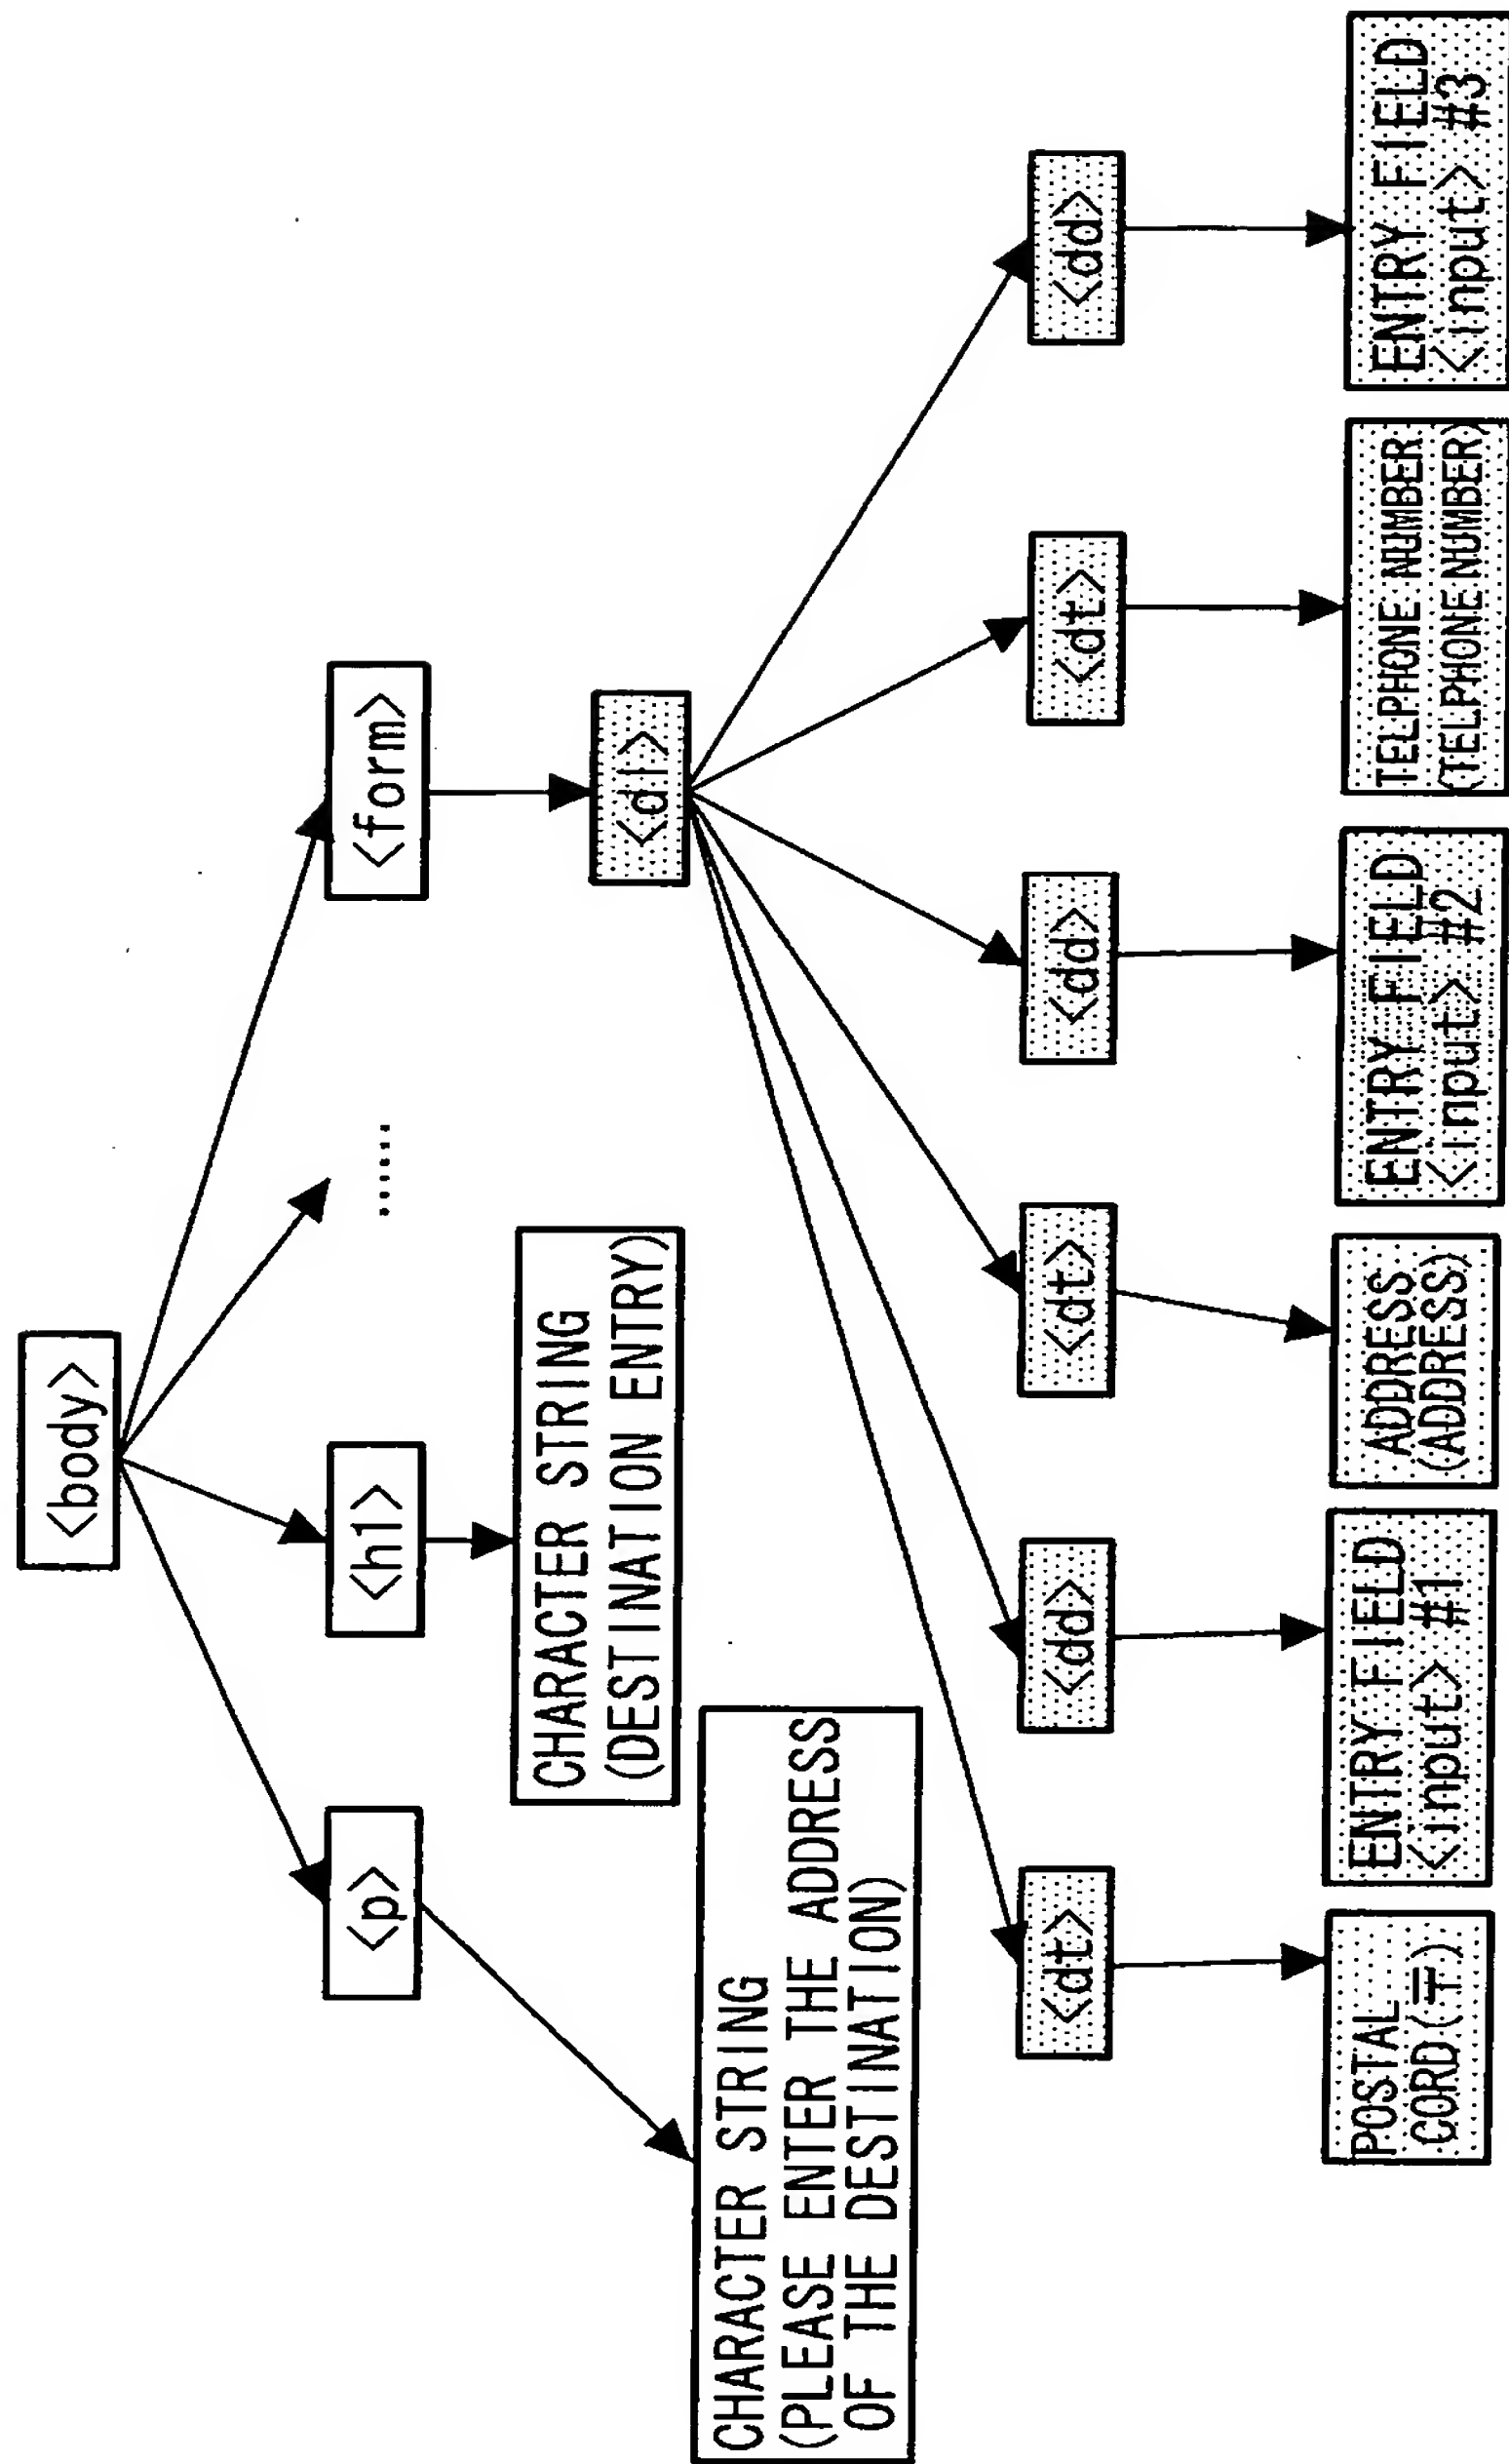 <body>
<p>
<h1>
......
<form>
CHARACTER STRING
(PLEASE ENTER THE ADDRESS
OF THE DESTINATION)
CHARACTER STRING
(DESTINATION ENTRY)
<dl>
<dt>
<dd>
<dt>
<dd>
<dt>
<dd>
POSTAL
CORD(〒)
ENTRY FIELD
<input> #1
ADDRESS
(ADDRESS)
ENTRY FIELD
<input> #2
TELPHONE NUMBER
(TELPHONE NUMBER)
ENTRY FIELD
<input> #3